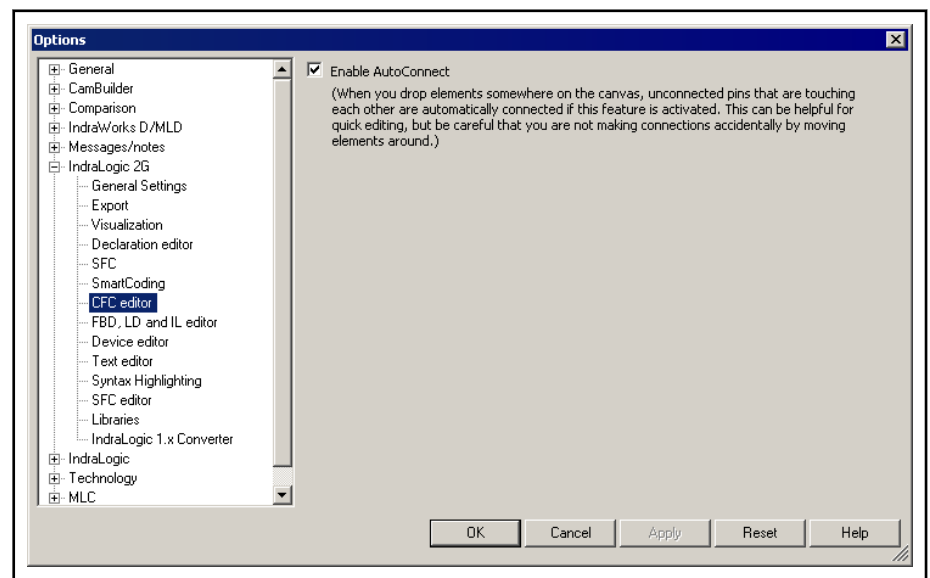 Options
General
CamBuilder
Comparison
IndraWorks D/MLD
Messages/notes
IndraLogic 2G
General Settings
Export
Visualization
Declaration editor
SFC
SmartCoding
CFC editor
FBD, LD and IL editor
Device editor
Text editor
Syntax Highlighting
SFC editor
Libraries
IndraLogic 1.x Converter
IndraLogic
Technology
MLC
Enable AutoConnect
(When you drop elements somewhere on the canvas, unconnected pins that are touching
each other are automatically connected if this feature is activated. This can be helpful for
quick editing, but be careful that you are not making connections accidentally by moving
elements around.)
OK
Cancel
Apply
Reset
Help